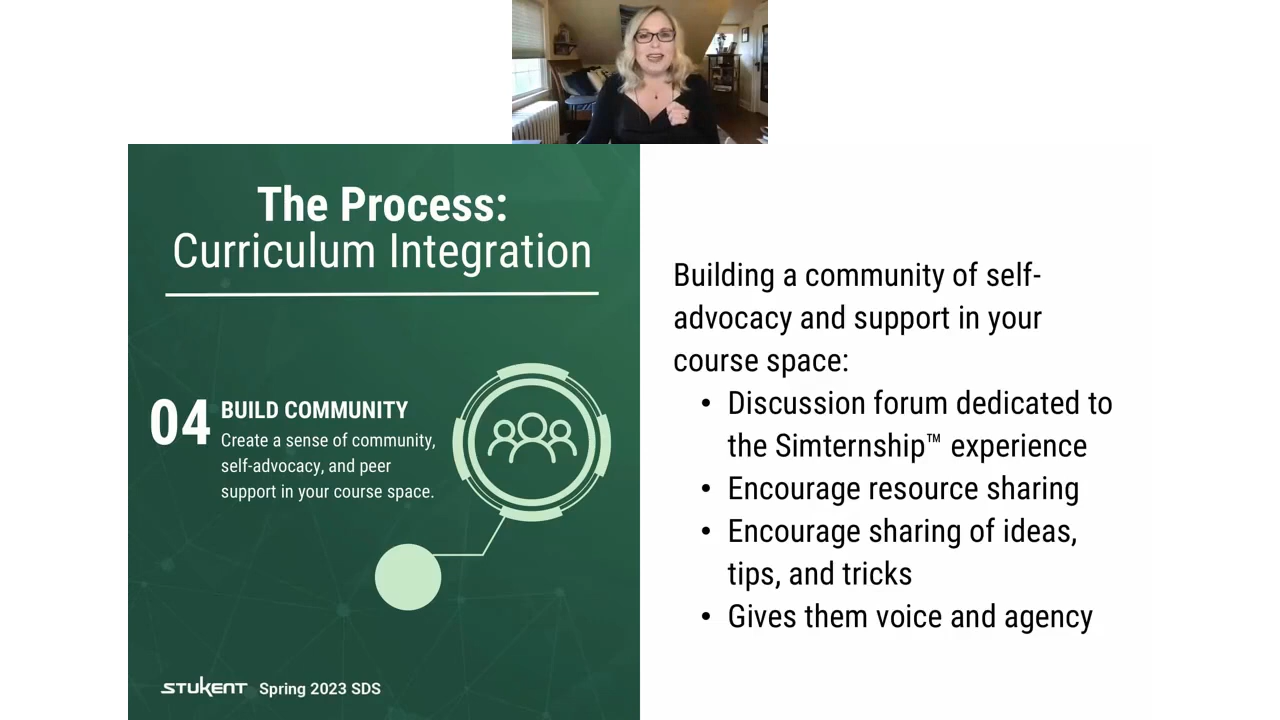 The Process:
Curriculum Integration
04
BUILD COMMUNITY
Create a sense of community,
self-advocacy, and peer
support in your course space.
STUKENT Spring 2023 SDS
Building a community of self-
advocacy and support in your
course space:
• Discussion forum dedicated to
the Simternship™ experience
• Encourage resource sharing
• Encourage sharing of ideas,
tips, and tricks
• Gives them voice and agency